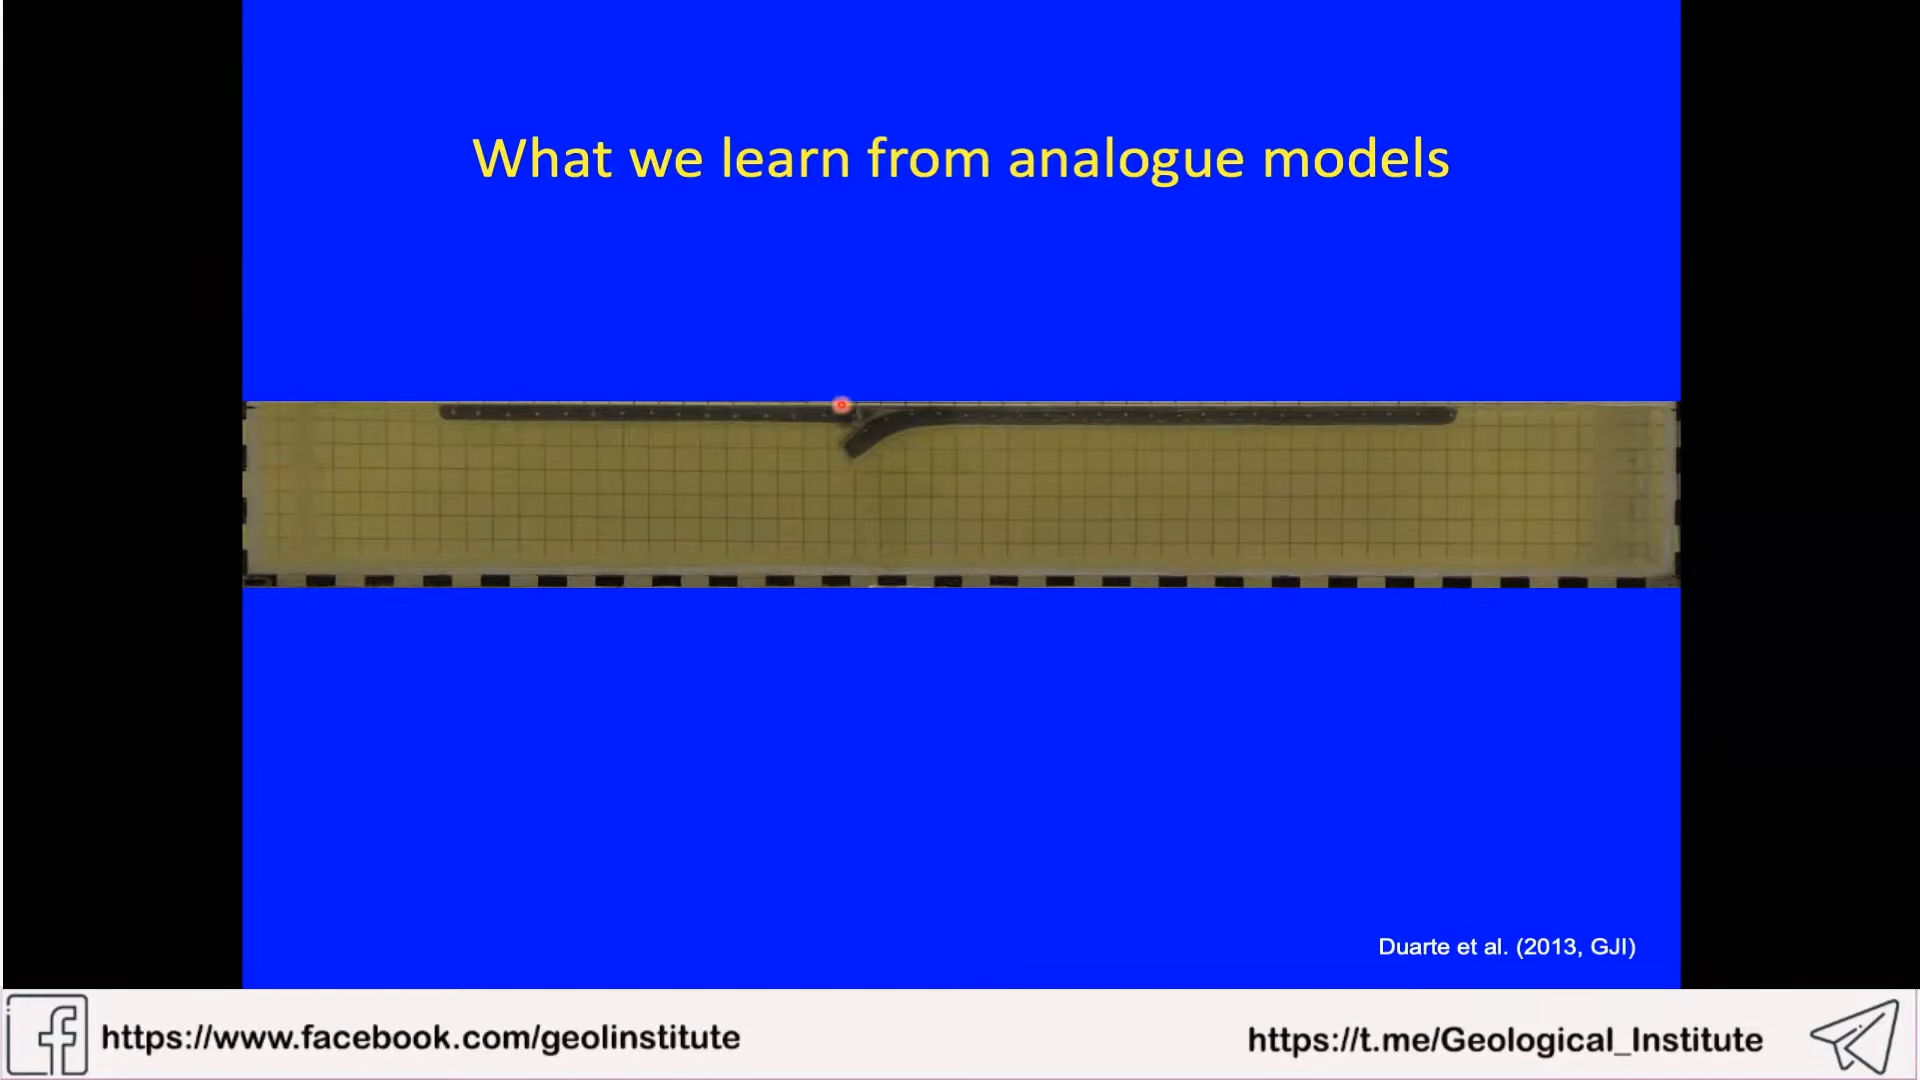 What we learn from analogue models
Duarte et al. (2013, GJI)
https://www.facebook.com/geolinstitute
https://t.me/Geological_Institute